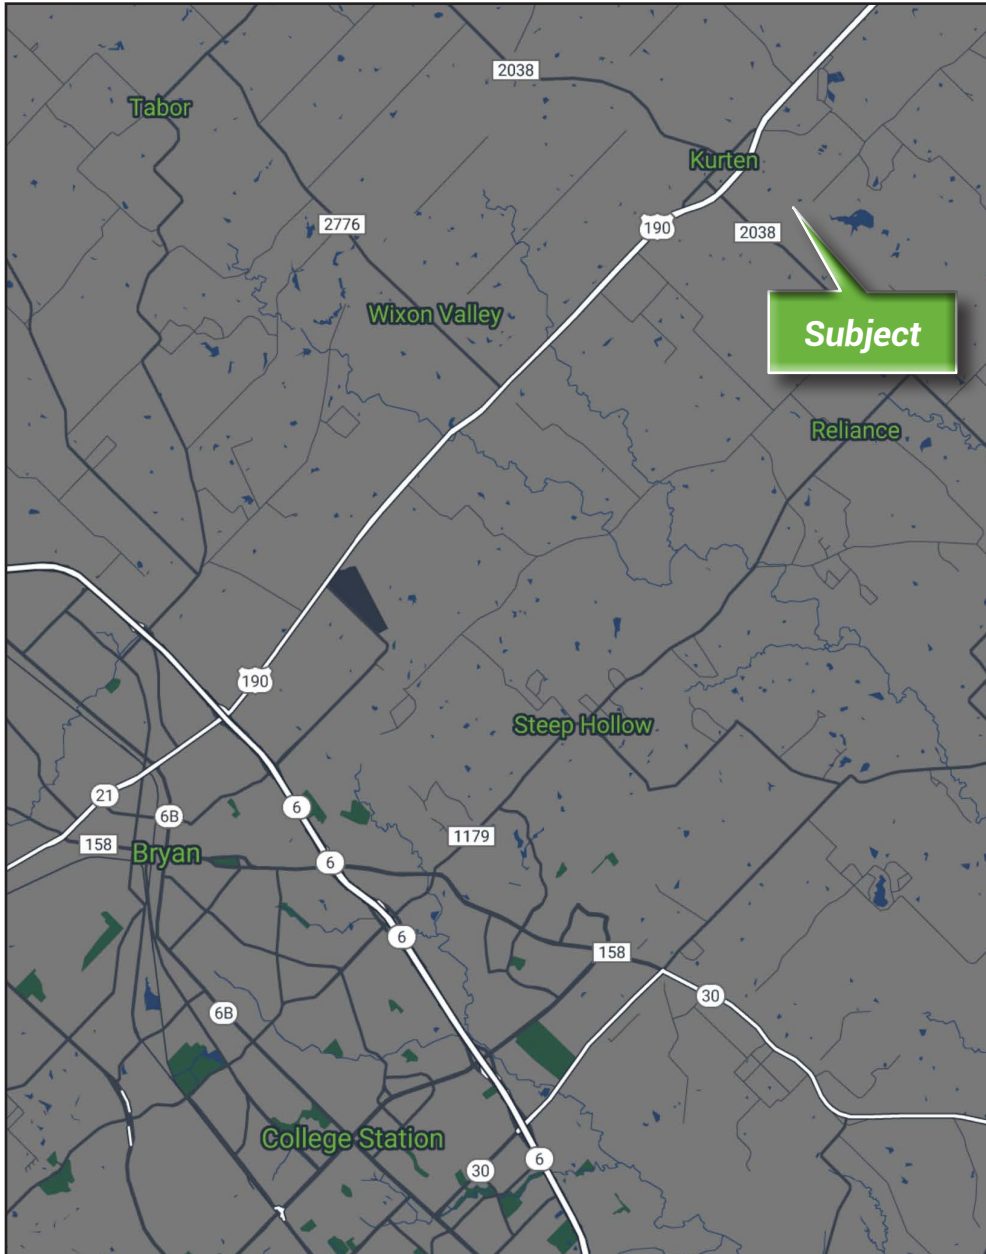 2038
Tabor
Kurten
2776
190
2038
Wixon Valley
Subject
Reliance
190
Steep Hollow
21
6
6B
158
1179
Bryan
6
6
158
30
6B
College Station
6
30